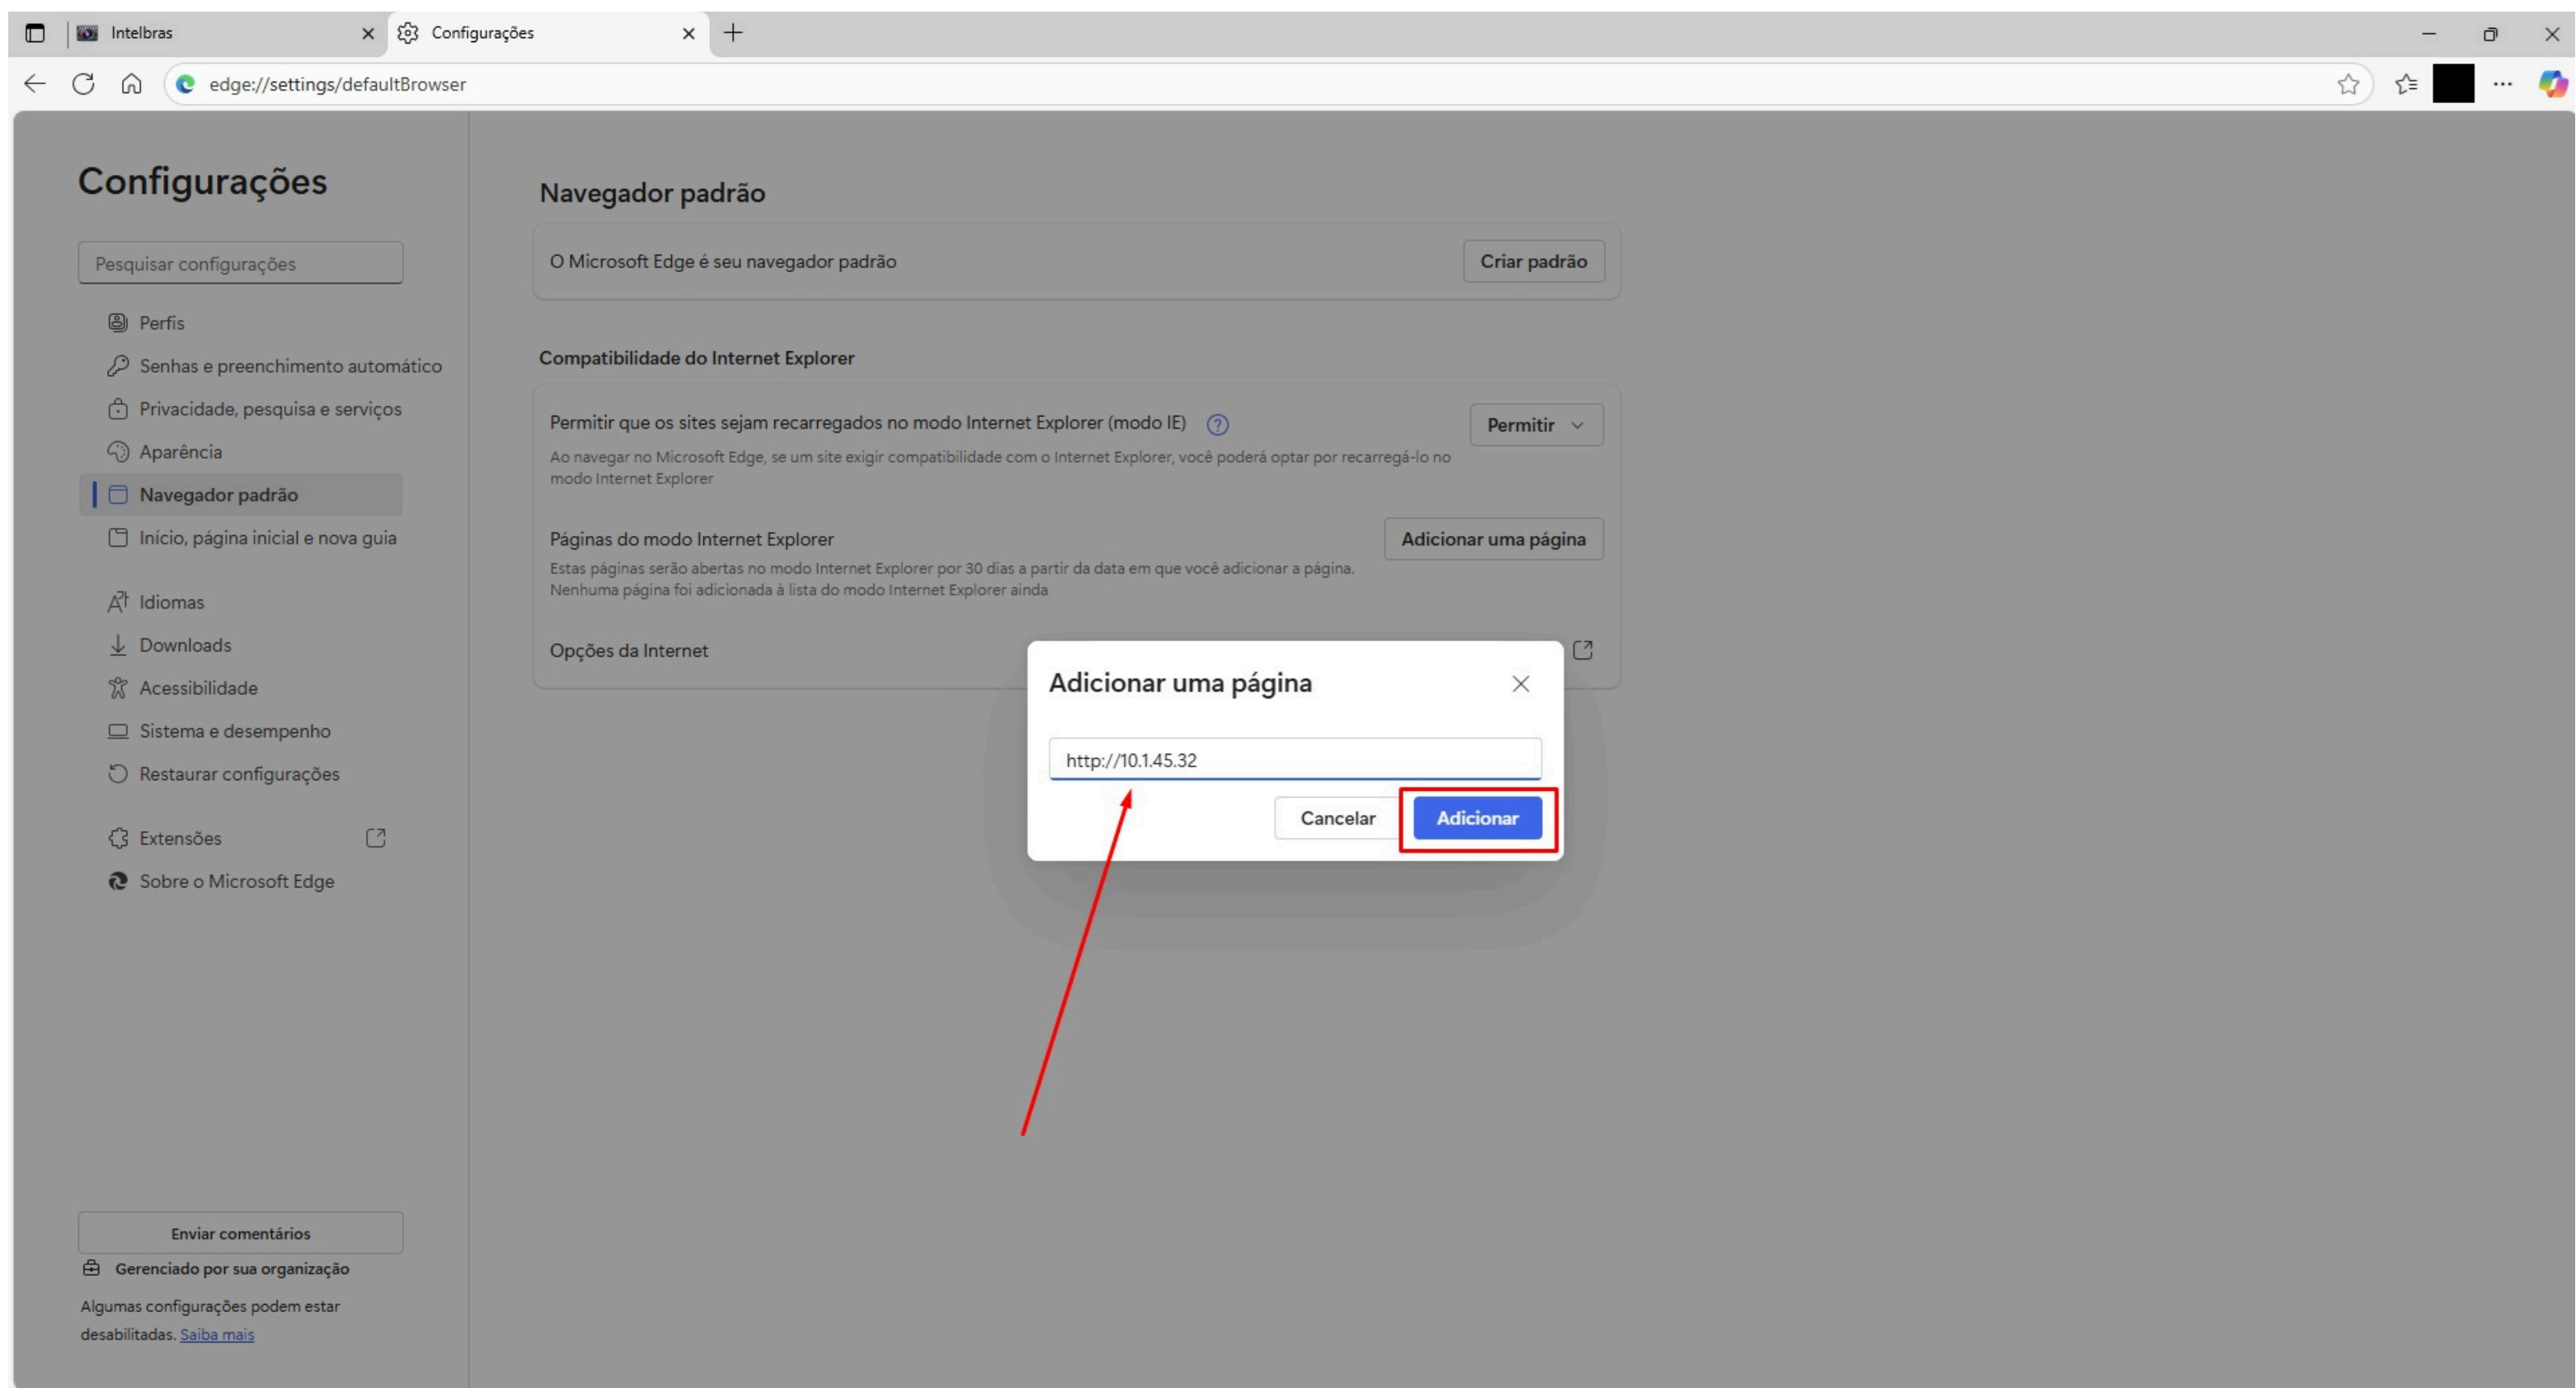 Intelbras
Configurações
edge://settings/defaultBrowser
Configurações
Pesquisar configurações
Perfis
Senhas e preenchimento automático
Privacidade, pesquisa e serviços
Aparência
Navegador padrão
Início, página inicial e nova guia
Idiomas
Downloads
Acessibilidade
Sistema e desempenho
Restaurar configurações
Extensões
Sobre o Microsoft Edge
Enviar comentários
Gerenciado por sua organização
Algumas configurações podem estar
desabilitadas. Saiba mais
Navegador padrão
O Microsoft Edge é seu navegador padrão
Criar padrão
Compatibilidade do Internet Explorer
Permitir que os sites sejam recarregados no modo Internet Explorer (modo IE)
Permitir
Ao navegar no Microsoft Edge, se um site exigir compatibilidade com o Internet Explorer, você poderá optar por recarregá-lo no
modo Internet Explorer
Páginas do modo Internet Explorer
Adicionar uma página
Estas páginas serão abertas no modo Internet Explorer por 30 dias a partir da data em que você adicionar a página.
Nenhuma página foi adicionada à lista do modo Internet Explorer ainda
Opções da Internet
Adicionar uma página
http://10.1.45.32
Cancelar
Adicionar